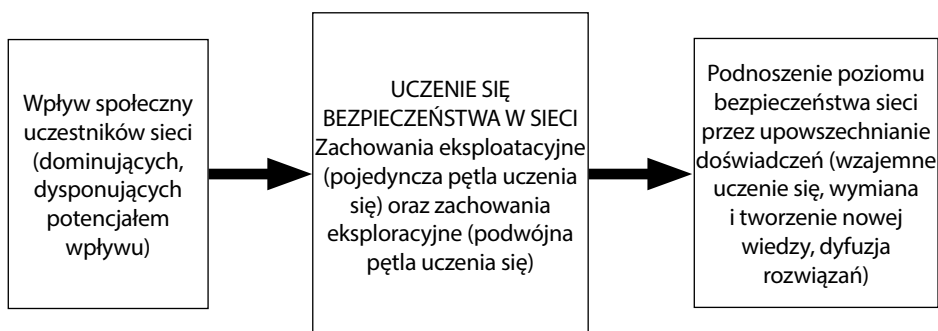 Wpływ społeczny
uczestników sieci
(dominujących,
dysponujących
potencjałem
wpływu)
UCZENIE SIĘ
BEZPIECZEŃSTWA W SIECI
Zachowania eksploatacyjne
(pojedyncza pętla uczenia
się) oraz zachowania
eksploracyjne (podwójna
pętla uczenia się)
Podnoszenie poziomu
bezpieczeństwa sieci
przez upowszechnianie
doświadczeń (wzajemne
uczenie się, wymiana
i tworzenie nowej
wiedzy, dyfuzja
rozwiązań)